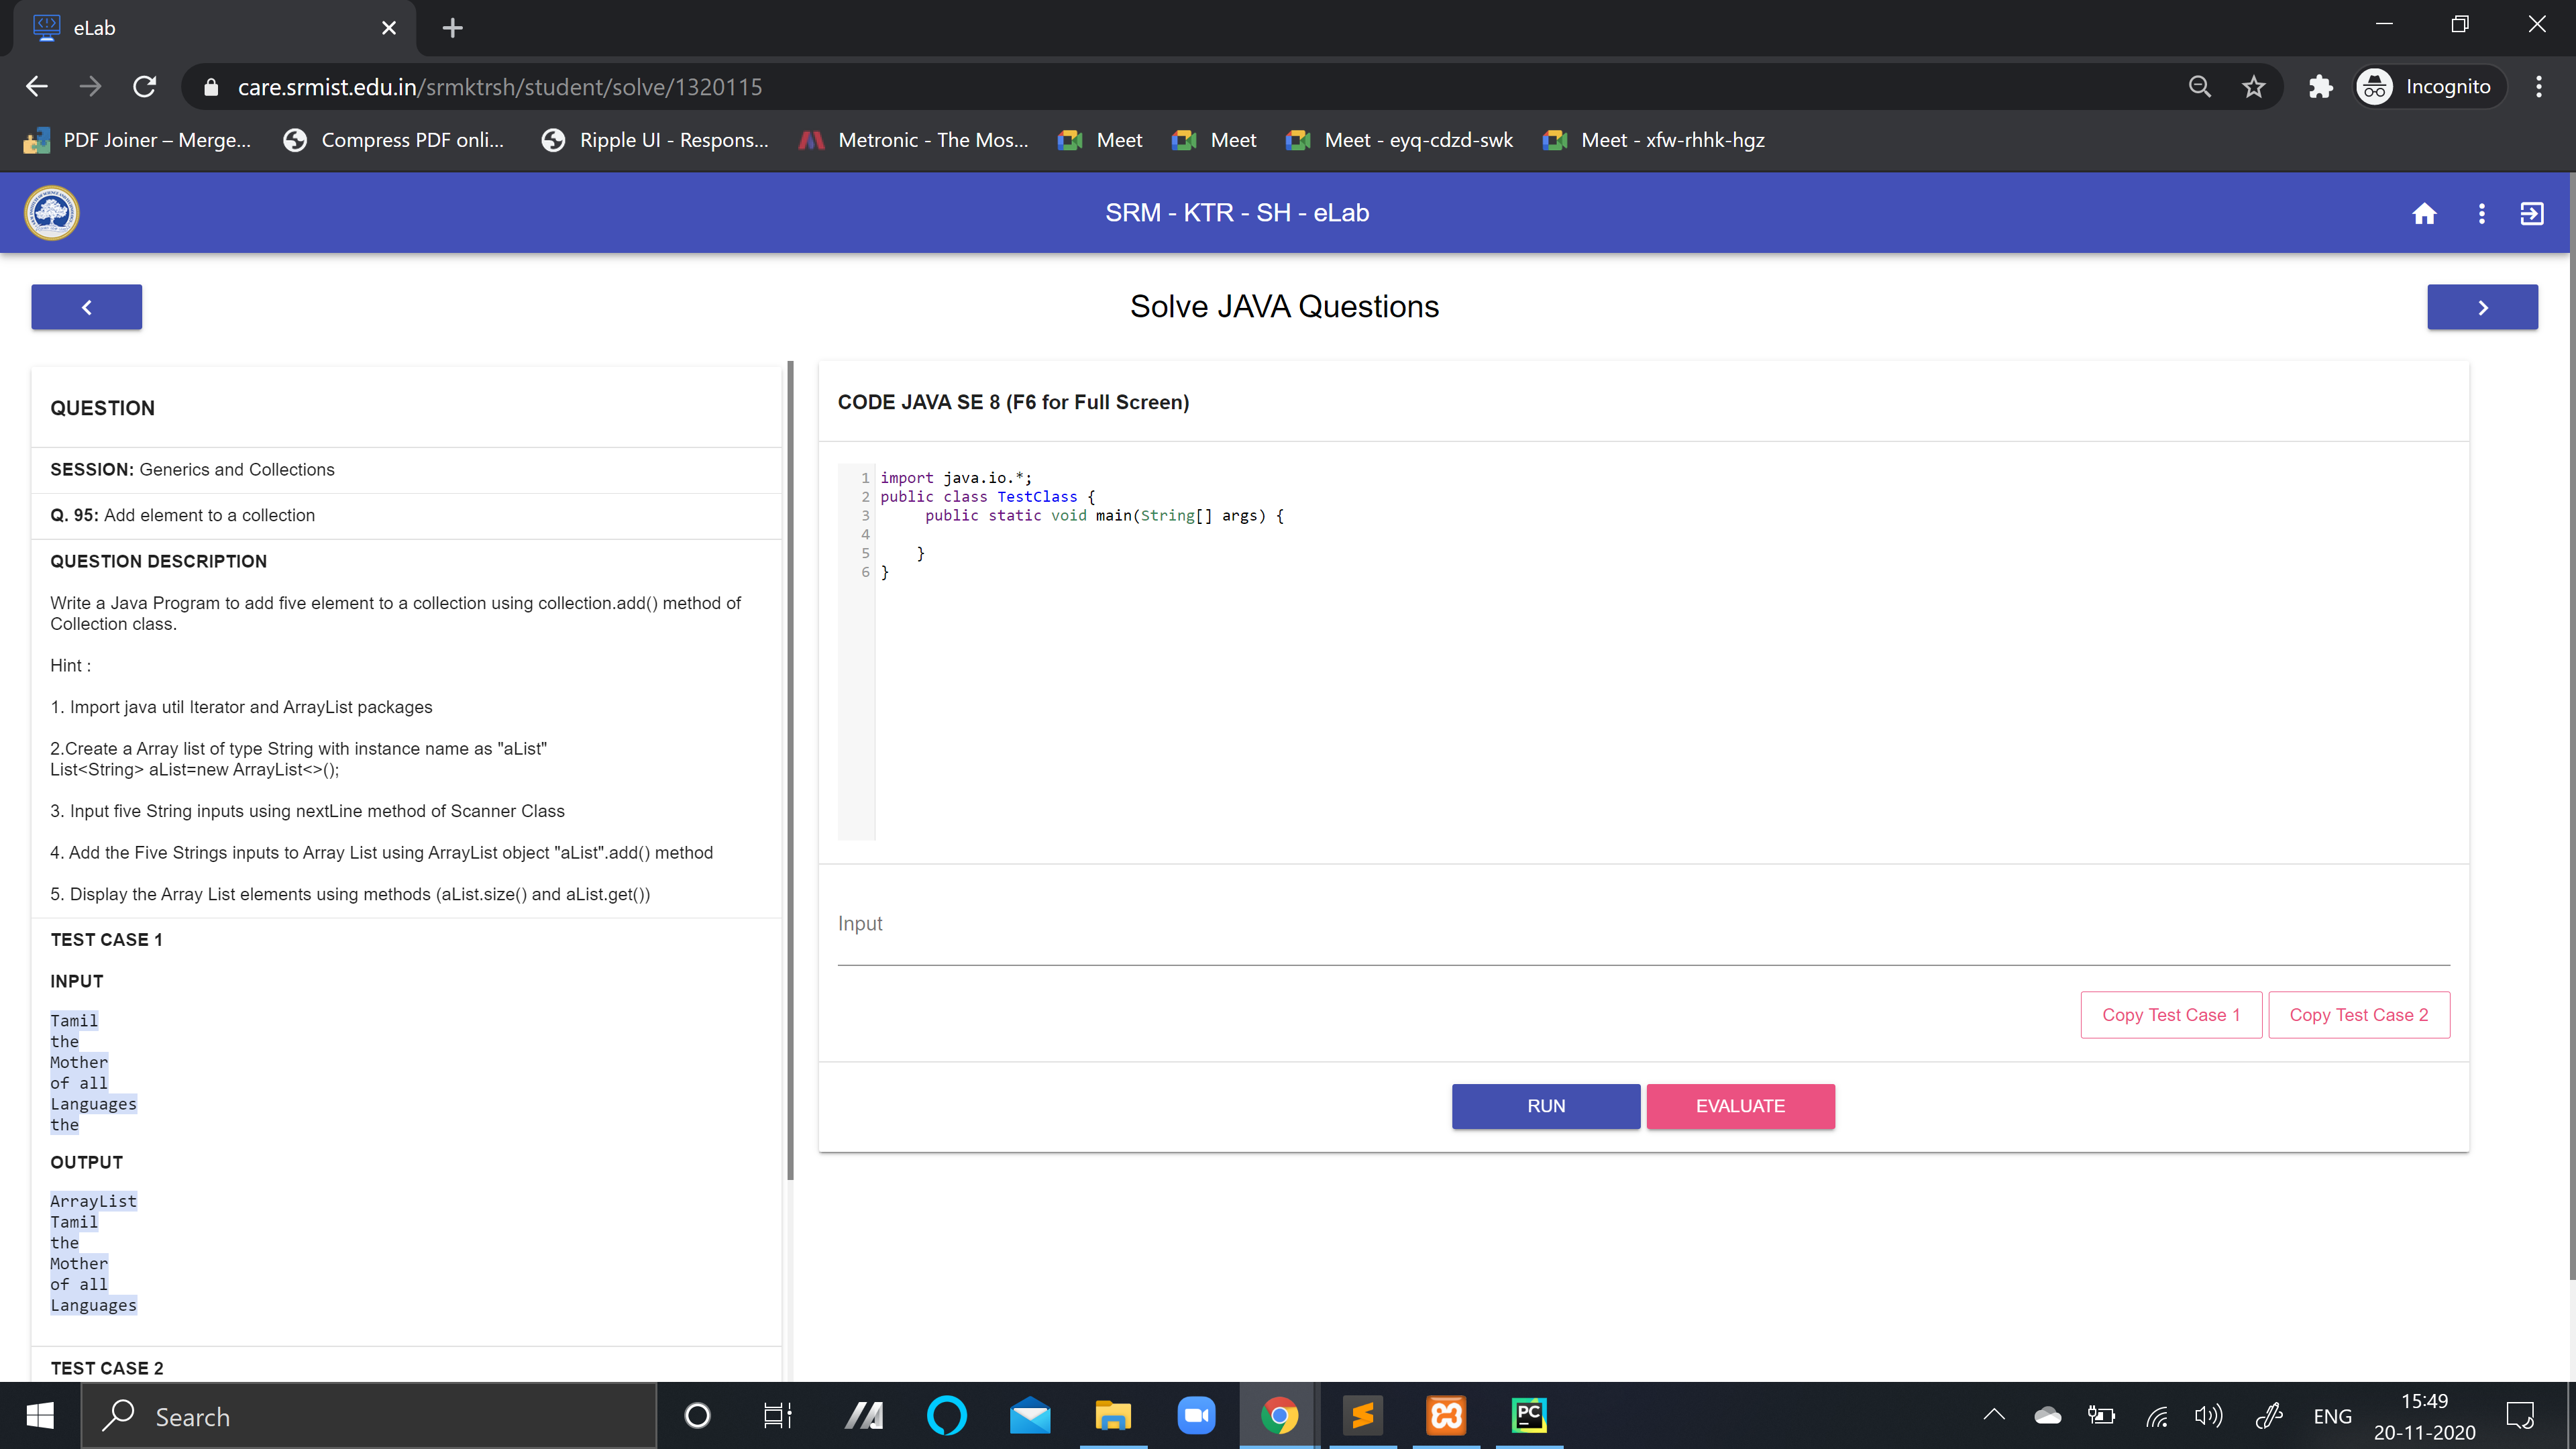 eLab
care.srmist.edu.in/srmktrsh/student/solve/1320115
Incognito
PDF Joiner – Merge...
Compress PDF onli...
Ripple UI - Respons...
Metronic - The Mos...
Meet
Meet
Meet - eyq-cdzd-swk
Meet - xfw-rhhk-hgz
SRM - KTR - SH - eLab
Solve JAVA Questions
QUESTION
SESSION: Generics and Collections
Q. 95: Add element to a collection
QUESTION DESCRIPTION
Write a Java Program to add five element to a collection using collection.add() method of
Collection class.
Hint :
1. Import java util Iterator and ArrayList packages
2.Create a Array list of type String with instance name as "aList"
List<String> aList=new ArrayList<>();
3. Input five String inputs using nextLine method of Scanner Class
4. Add the Five Strings inputs to Array List using ArrayList object "aList".add() method
5. Display the Array List elements using methods (aList.size() and aList.get())
TEST CASE 1
INPUT
Tamil
the
Mother
of all
Languages
the
OUTPUT
ArrayList
Tamil
the
Mother
of all
Languages
TEST CASE 2
CODE JAVA SE 8 (F6 for Full Screen)
1 import java.io.*;
2 public class TestClass {
3 public static void main(String[] args) {
4
5 }
6 }
Input
Copy Test Case 1
Copy Test Case 2
RUN
EVALUATE
Search
PC
ENG
15:49
20-11-2020